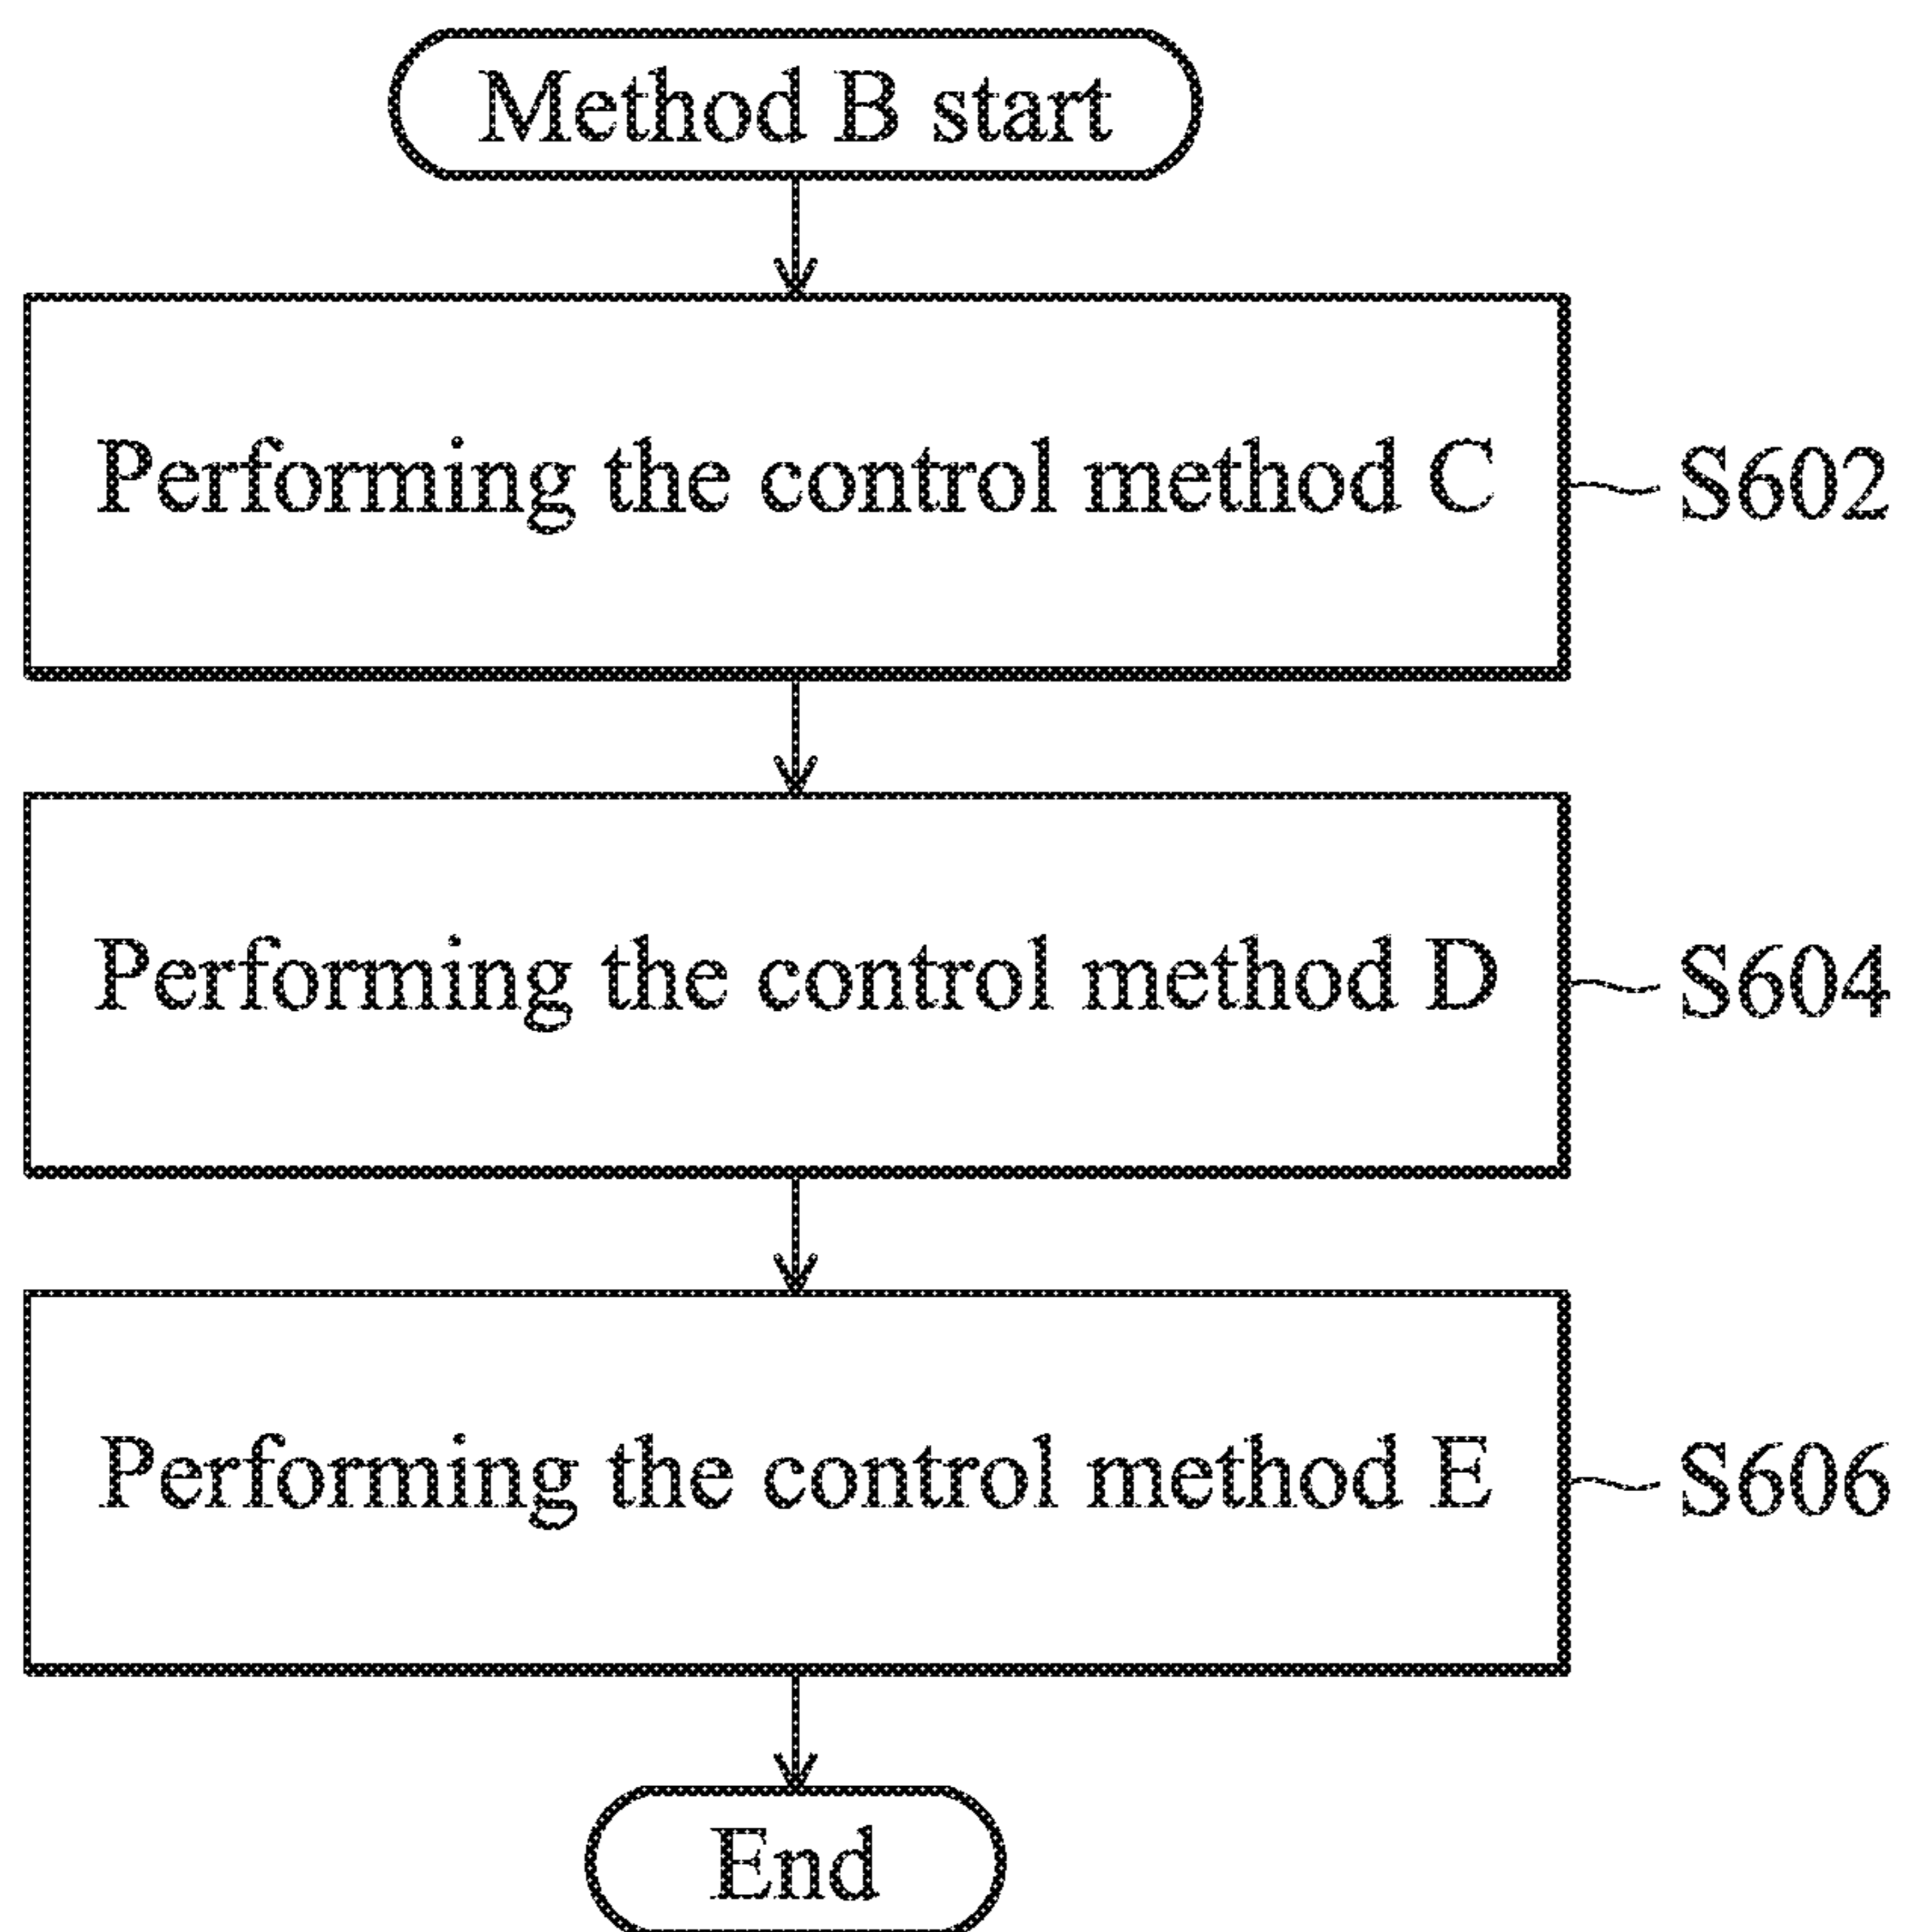 Method B start
Performing the control method C
S602
Performing the control method D
S604
Performing the control method E
S606
End